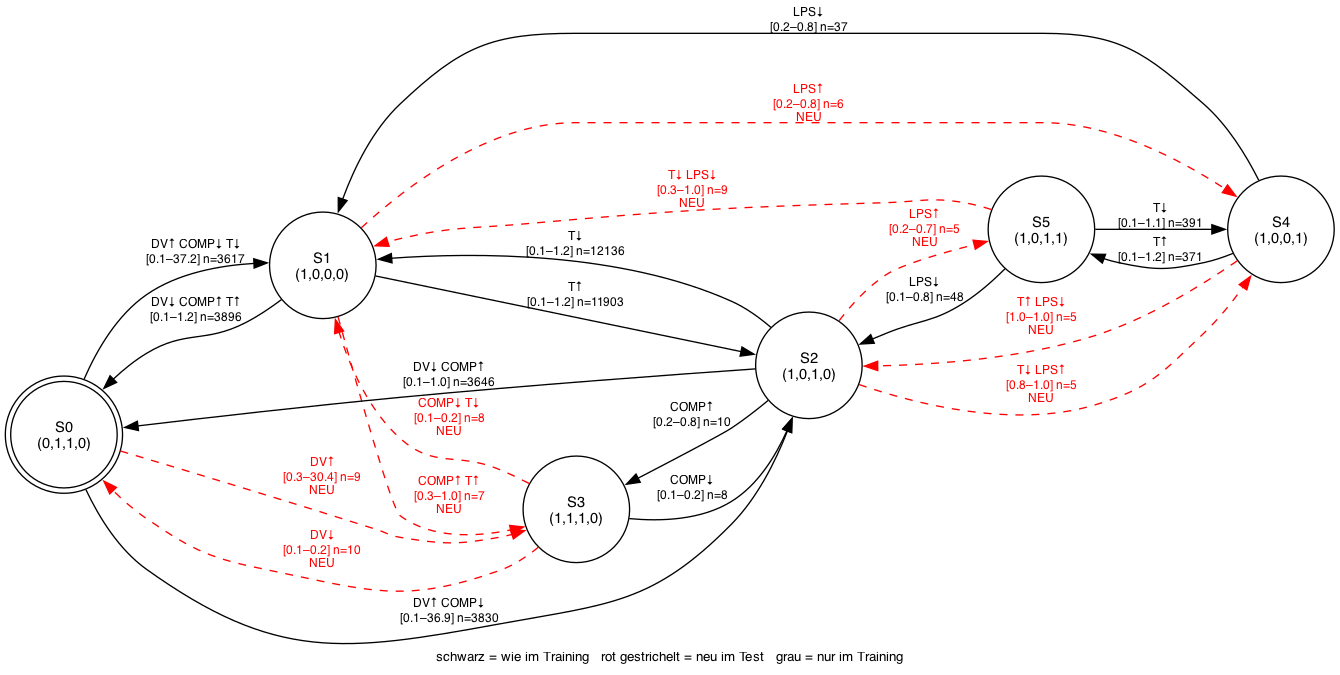 LPS↓
[0.2–0.8] n=37
LPS↑
[0.2–0.8] n=6
NEU
T↓ LPS↓
[0.3–1.0] n=9
NEU
LPS↑
[0.2–0.7] n=5
NEU
S5
(1,0,1,1)
T↓
[0.1–1.1] n=391
T↑
[0.1–1.2] n=371
S4
(1,0,0,1)
DV↑ COMP↓ T↓
[0.1–37.2] n=3617
S1
(1,0,0,0)
T↓
[0.1–1.2] n=12136
DV↓ COMP↑ T↑
[0.1–1.2] n=3896
T↑
[0.1–1.2] n=11903
LPS↓
[0.1–0.8] n=48
T↑ LPS↓
[1.0–1.0] n=5
NEU
S2
(1,0,1,0)
DV↓ COMP↑
[0.1–1.0] n=3646
T↓ LPS↑
[0.8–1.0] n=5
NEU
COMP↓ T↓
[0.1–0.2] n=8
NEU
COMP↑
[0.2–0.8] n=10
S0
(0,1,1,0)
DV↑
[0.3–30.4] n=9
NEU
COMP↑ T↑
[0.3–1.0] n=7
NEU
S3
(1,1,1,0)
COMP↓
[0.1–0.2] n=8
DV↓
[0.1–0.2] n=10
NEU
DV↑ COMP↓
[0.1–36.9] n=3830
schwarz = wie im Training   rot gestrichelt = neu im Test   grau = nur im Training